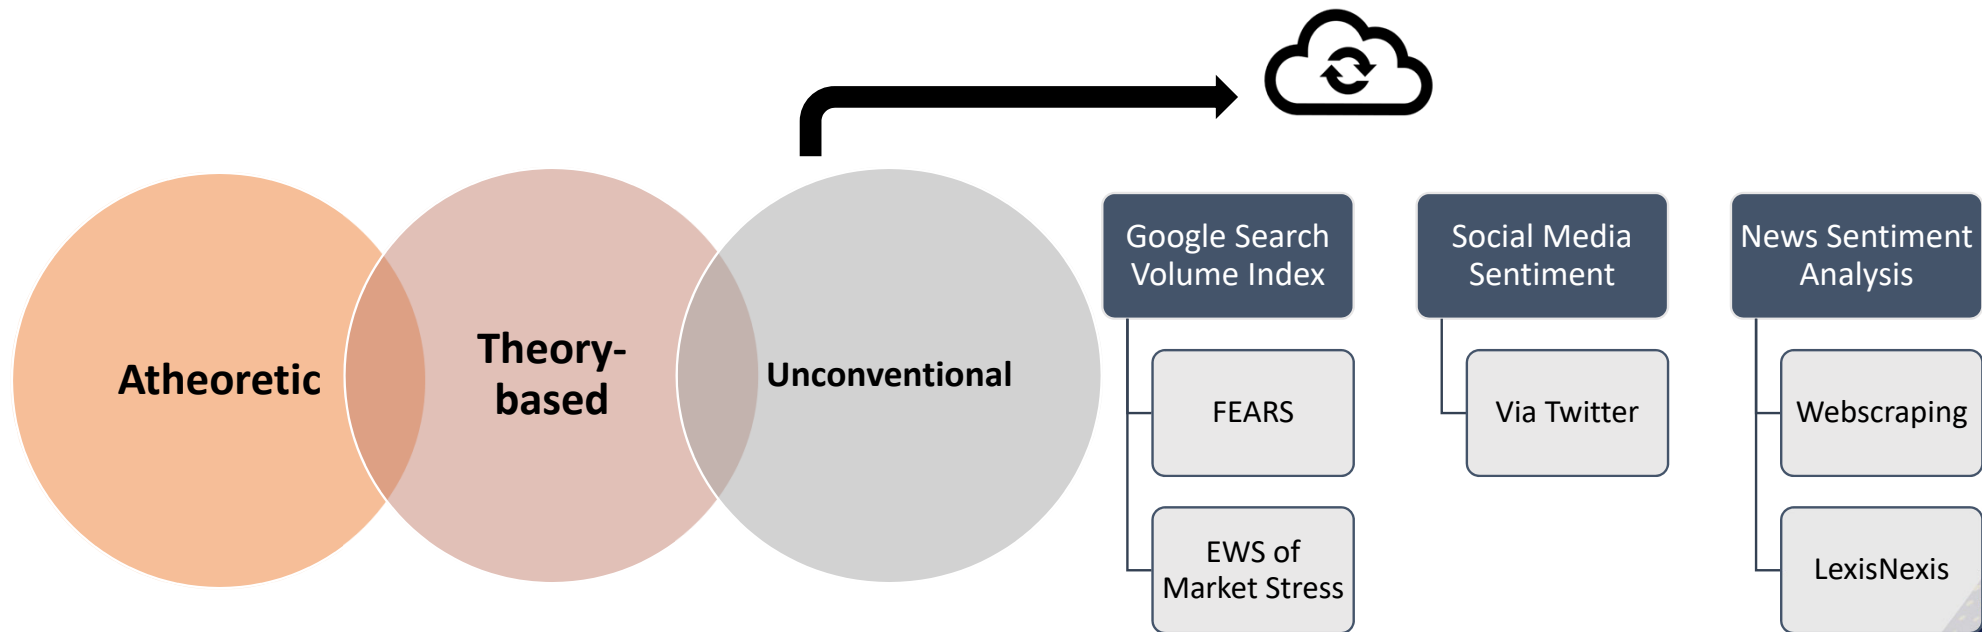 Atheoretic
Theory-
based
Unconventional
Google Search
Volume Index
FEARS
EWS of
Market Stress
Social Media
Sentiment
Via Twitter
News Sentiment
Analysis
Webscraping
LexisNexis